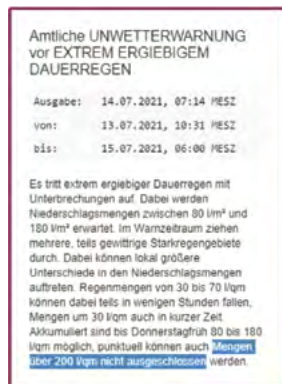 Amtliche UNWETTERWARNUNG
vor EXTREM ERGIEBIGEM
DAUERREGEN
Ausgabe: 14.07.2021, 07:14 MESZ
von: 13.07.2021, 10:31 MESZ
bis: 15.07.2021, 06:00 MESZ
Es tritt extrem ergiebiger Dauerregen mit
Unterbrechungen auf. Dabei werden
Niederschlagsmengen zwischen 80 l/m² und
180 l/m² erwartet. Im Warnzeitraum ziehen
mehrere, teils gewittrige Starkregengebiete
durch. Dabei können lokal größere
Unterschiede in den Niederschlagsmengen
auftreten. Regenmengen von 30 bis 70 l/qm
können dabei teils in wenigen Stunden fallen,
Mengen um 30 l/qm auch in kurzer Zeit.
Akkumuliert sind bis Donnerstagfrüh 80 bis 180
l/qm möglich, punktuell können auch Mengen
über 200 l/qm nicht ausgeschlossen werden.